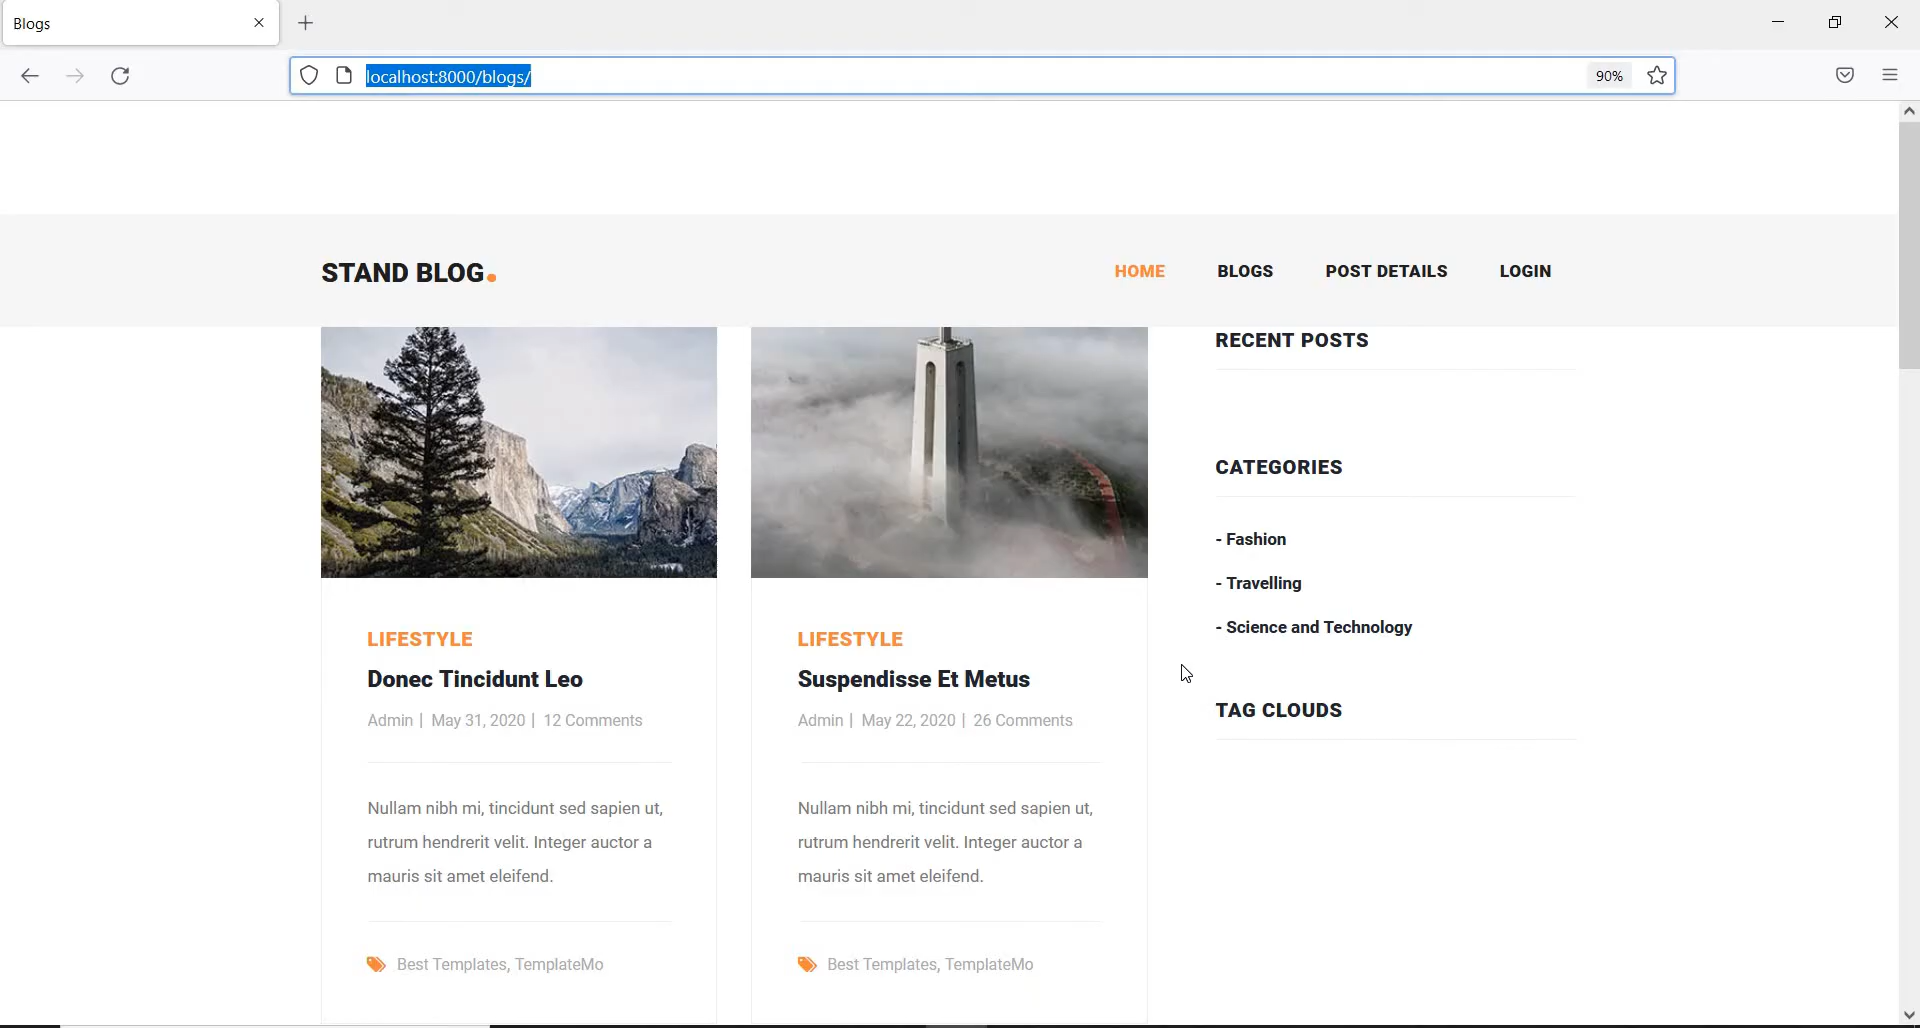 Blogs
localhost:8000/blogs/
90%
STAND BLOG.
HOME BLOGS POST DETAILS LOGIN
LIFESTYLE
Donec Tincidunt Leo
Admin | May 31, 2020 | 12 Comments
Nullam nibh mi, tincidunt sed sapien ut,
rutrum hendrerit velit. Integer auctor a
mauris sit amet eleifend.
Best Templates, TemplateMo
LIFESTYLE
Suspendisse Et Metus
Admin | May 22, 2020 | 26 Comments
Nullam nibh mi, tincidunt sed sapien ut,
rutrum hendrerit velit. Integer auctor a
mauris sit amet eleifend.
Best Templates, TemplateMo
RECENT POSTS
CATEGORIES
- Fashion
- Travelling
- Science and Technology
TAG CLOUDS